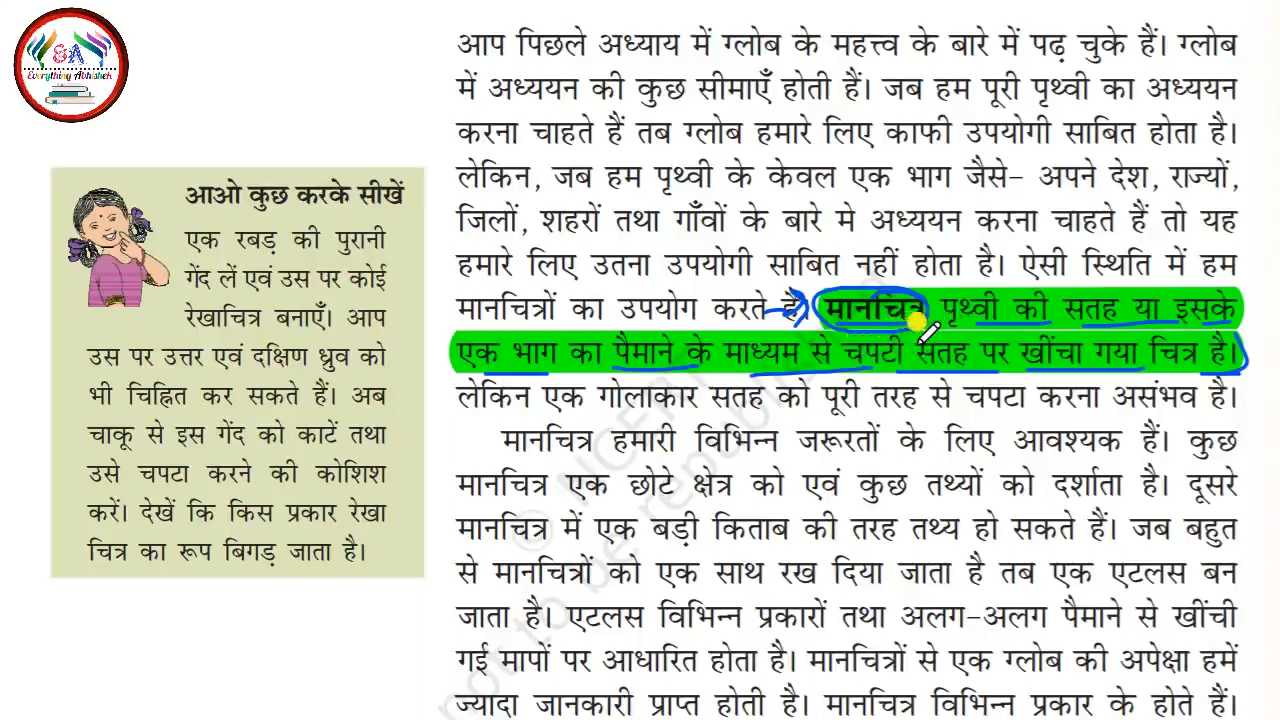 &A
Everything Abhishek
आओ कुछ करके सीखें
एक रबड़ की पुरानी
गेंद लें एवं उस पर कोई
रेखाचित्र बनाएँ। आप
उस पर उत्तर एवं दक्षिण ध्रुव को
भी चिह्नित कर सकते हैं। अब
चाकू से इस गेंद को काटें तथा
उसे चपटा करने की कोशिश
करें। देखें कि किस प्रकार रेखा
चित्र का रूप बिगड़ जाता है।
आप पिछले अध्याय में ग्लोब के महत्त्व के बारे में पढ़ चुके हैं। ग्लोब
में अध्ययन की कुछ सीमाएँ होती हैं। जब हम पूरी पृथ्वी का अध्ययन
करना चाहते हैं तब ग्लोब हमारे लिए काफी उपयोगी साबित होता है।
लेकिन, जब हम पृथ्वी के केवल एक भाग जैसे– अपने देश, राज्यों,
जिलों, शहरों तथा गाँवों के बारे मे अध्ययन करना चाहते हैं तो यह
हमारे लिए उतना उपयोगी साबित नहीं होता है। ऐसी स्थिति में हम
मानचित्रों का उपयोग करते हैं। मानचित्र पृथ्वी की सतह या इसके
एक भाग का पैमाने के माध्यम से चपटी सतह पर खींचा गया चित्र है।
लेकिन एक गोलाकार सतह को पूरी तरह से चपटा करना असंभव है।
मानचित्र हमारी विभिन्न जरूरतों के लिए आवश्यक हैं। कुछ
मानचित्र एक छोटे क्षेत्र को एवं कुछ तथ्यों को दर्शाता है। दूसरे
मानचित्र में एक बड़ी किताब की तरह तथ्य हो सकते हैं। जब बहुत
से मानचित्रों को एक साथ रख दिया जाता है तब एक एटलस बन
जाता है। एटलस विभिन्न प्रकारों तथा अलग–अलग पैमाने से खींची
गई मापों पर आधारित होता है। मानचित्रों से एक ग्लोब की अपेक्षा हमें
ज्यादा जानकारी प्राप्त होती है। मानचित्र विभिन्न प्रकार के होते हैं।
© NCERT
not to be republished